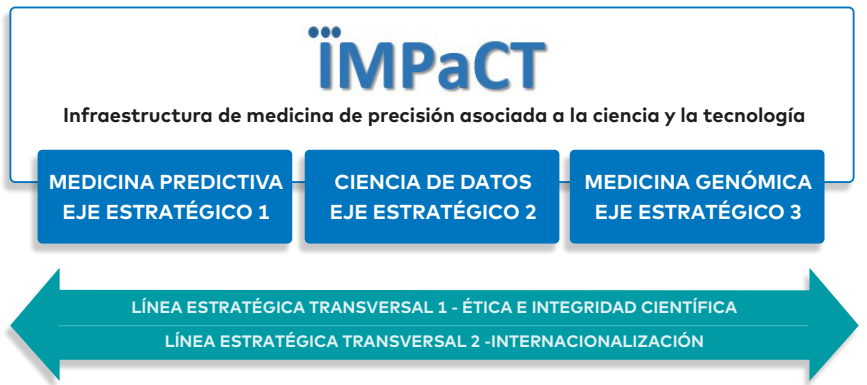 IMPaCT
Infraestructura de medicina de precisión asociada a la ciencia y la tecnología
MEDICINA PREDICTIVA
EJE ESTRATÉGICO 1
CIENCIA DE DATOS
EJE ESTRATÉGICO 2
MEDICINA GENÓMICA
EJE ESTRATÉGICO 3
LÍNEA ESTRATÉGICA TRANSVERSAL 1 - ÉTICA E INTEGRIDAD CIENTÍFICA
LÍNEA ESTRATÉGICA TRANSVERSAL 2 -INTERNACIONALIZACIÓN